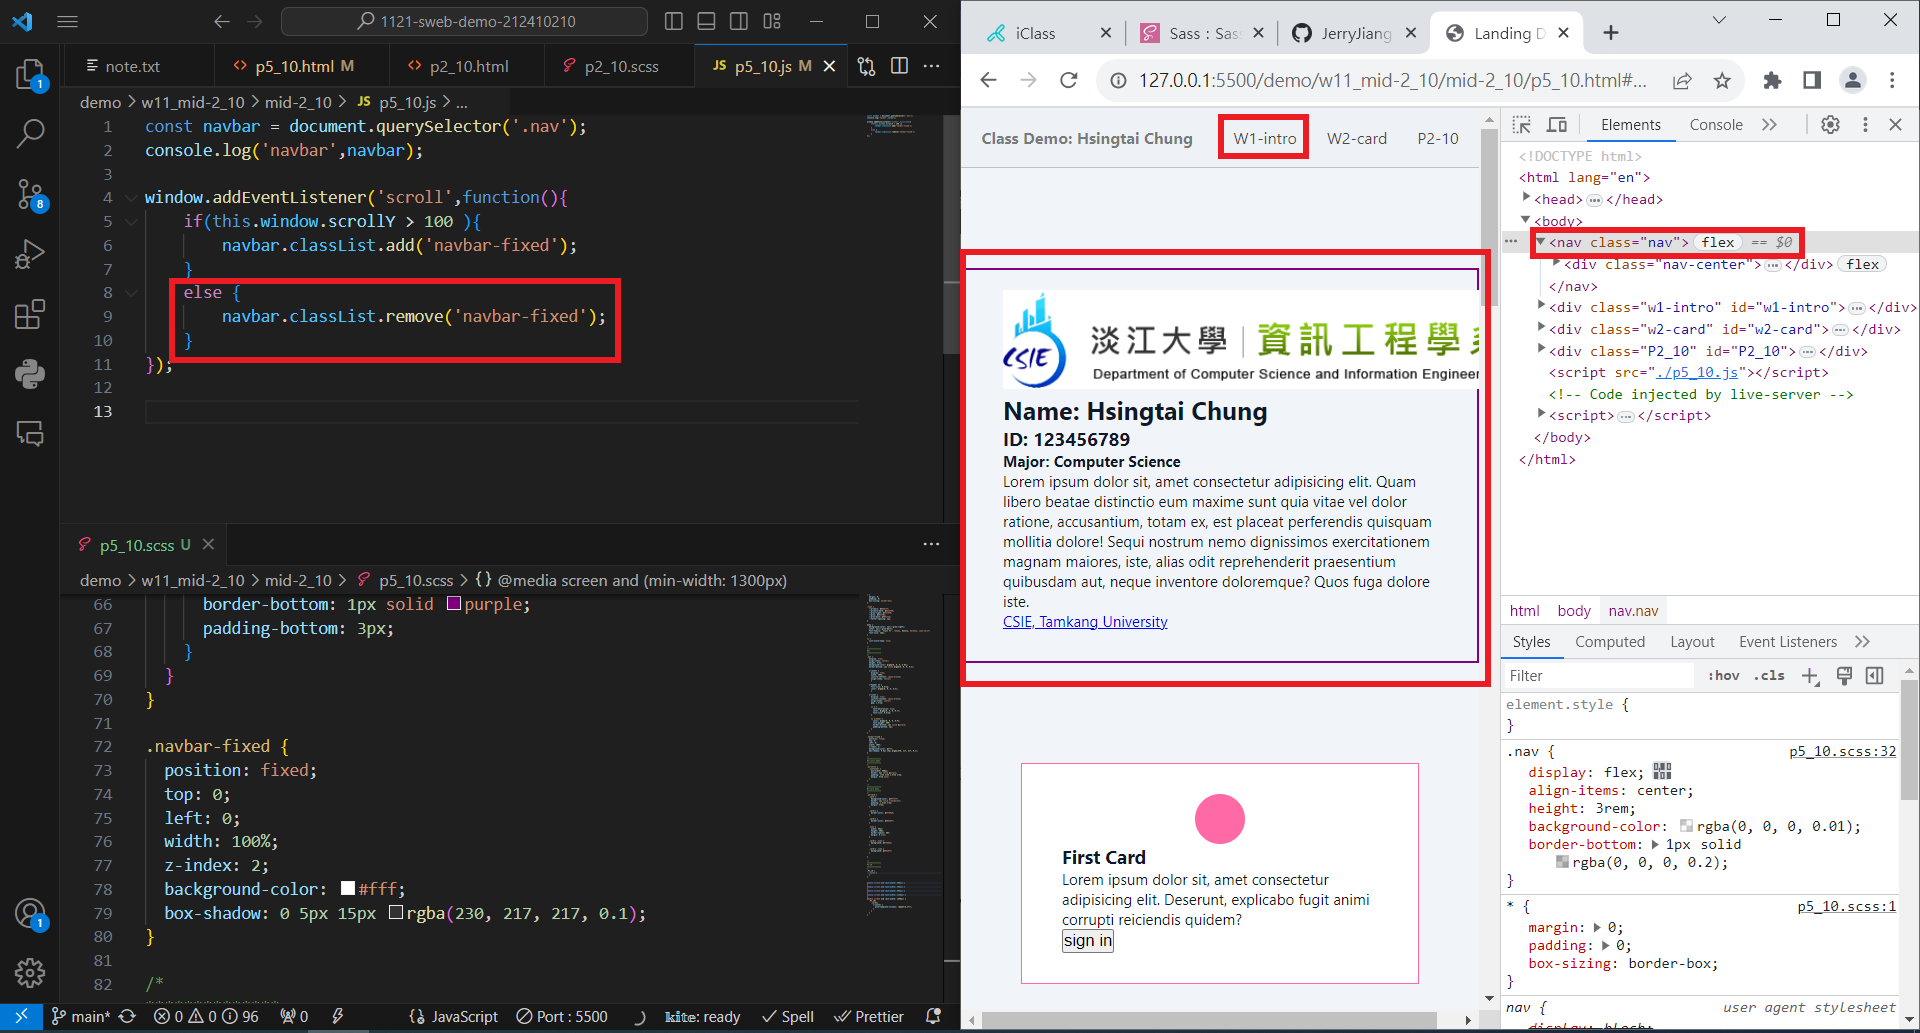 1121-sweb-demo-212410210
note.txt
p5_10.html M
p2_10.html
p2_10.scss
JS p5_10.js M
demo > w11_mid-2_10 > mid-2_10 > JS p5_10.js > ...
1 const navbar = document.querySelector('.nav');
2 console.log('navbar',navbar);
3
4 window.addEventListener('scroll',function(){
5 if(this.window.scrollY > 100 ){
6 navbar.classList.add('navbar-fixed');
7 }
8 else {
9 navbar.classList.remove('navbar-fixed');
10 }
11 });
12
13
p5_10.scss U
demo > w11_mid-2_10 > mid-2_10 > p5_10.scss > {} @media screen and (min-width: 1300px)
66 border-bottom: 1px solid purple;
67 padding-bottom: 3px;
68 }
69 }
70 }
71
72 .navbar-fixed {
73 position: fixed;
74 top: 0;
75 left: 0;
76 width: 100%;
77 z-index: 2;
78 background-color: #fff;
79 box-shadow: 0 5px 15px rgba(230, 217, 217, 0.1);
80 }
81
82 /*
1
8
1
main*
0 0 96
0
{} JavaScript
Port : 5500
kite: ready
Spell
Prettier
iClass
Sass : Sass
JerryJiang
Landing D
127.0.0.1:5500/demo/w11_mid-2_10/mid-2_10/p5_10.html#...
Class Demo: Hsingtai Chung
W1-intro
W2-card
P2-10
CSIE
淡江大學 | 資訊工程學系
Department of Computer Science and Information Engineer
Name: Hsingtai Chung
ID: 123456789
Major: Computer Science
Lorem ipsum dolor sit, amet consectetur adipisicing elit. Quam
libero beatae distinctio eum maxime sunt quia vitae vel dolor
ratione, accusantium, totam ex, est placeat perferendis quisquam
mollitia dolore! Sequi nostrum nemo dignissimos exercitationem
magnam maiores, iste, alias odit reprehenderit praesentium
quibusdam aut, neque inventore doloremque? Quos fuga dolore
iste.
CSIE, Tamkang University
First Card
Lorem ipsum dolor sit, amet consectetur
adipisicing elit. Deserunt, explicabo fugit animi
corrupti reiciendis quidem?
sign in
Elements
Console
<!DOCTYPE html>
<html lang="en">
<head> ... </head>
<body>
<nav class="nav"> flex == $0
<div class="nav-center"> ... </div> flex
</nav>
<div class="w1-intro" id="w1-intro"> ... </div>
<div class="w2-card" id="w2-card"> ... </div>
<div class="P2_10" id="P2_10"> ... </div>
<script src="./p5_10.js"></script>
<!-- Code injected by live-server -->
<script> ... </script>
</body>
</html>
html body nav.nav
Styles Computed Layout Event Listeners
Filter
:hov .cls
element.style {
}
.nav { p5_10.scss:32
display: flex;
align-items: center;
height: 3rem;
background-color: rgba(0, 0, 0, 0.01);
border-bottom: 1px solid
rgba(0, 0, 0, 0.2);
}
* { p5_10.scss:1
margin: 0;
padding: 0;
box-sizing: border-box;
}
nav { user agent stylesheet
display: block;